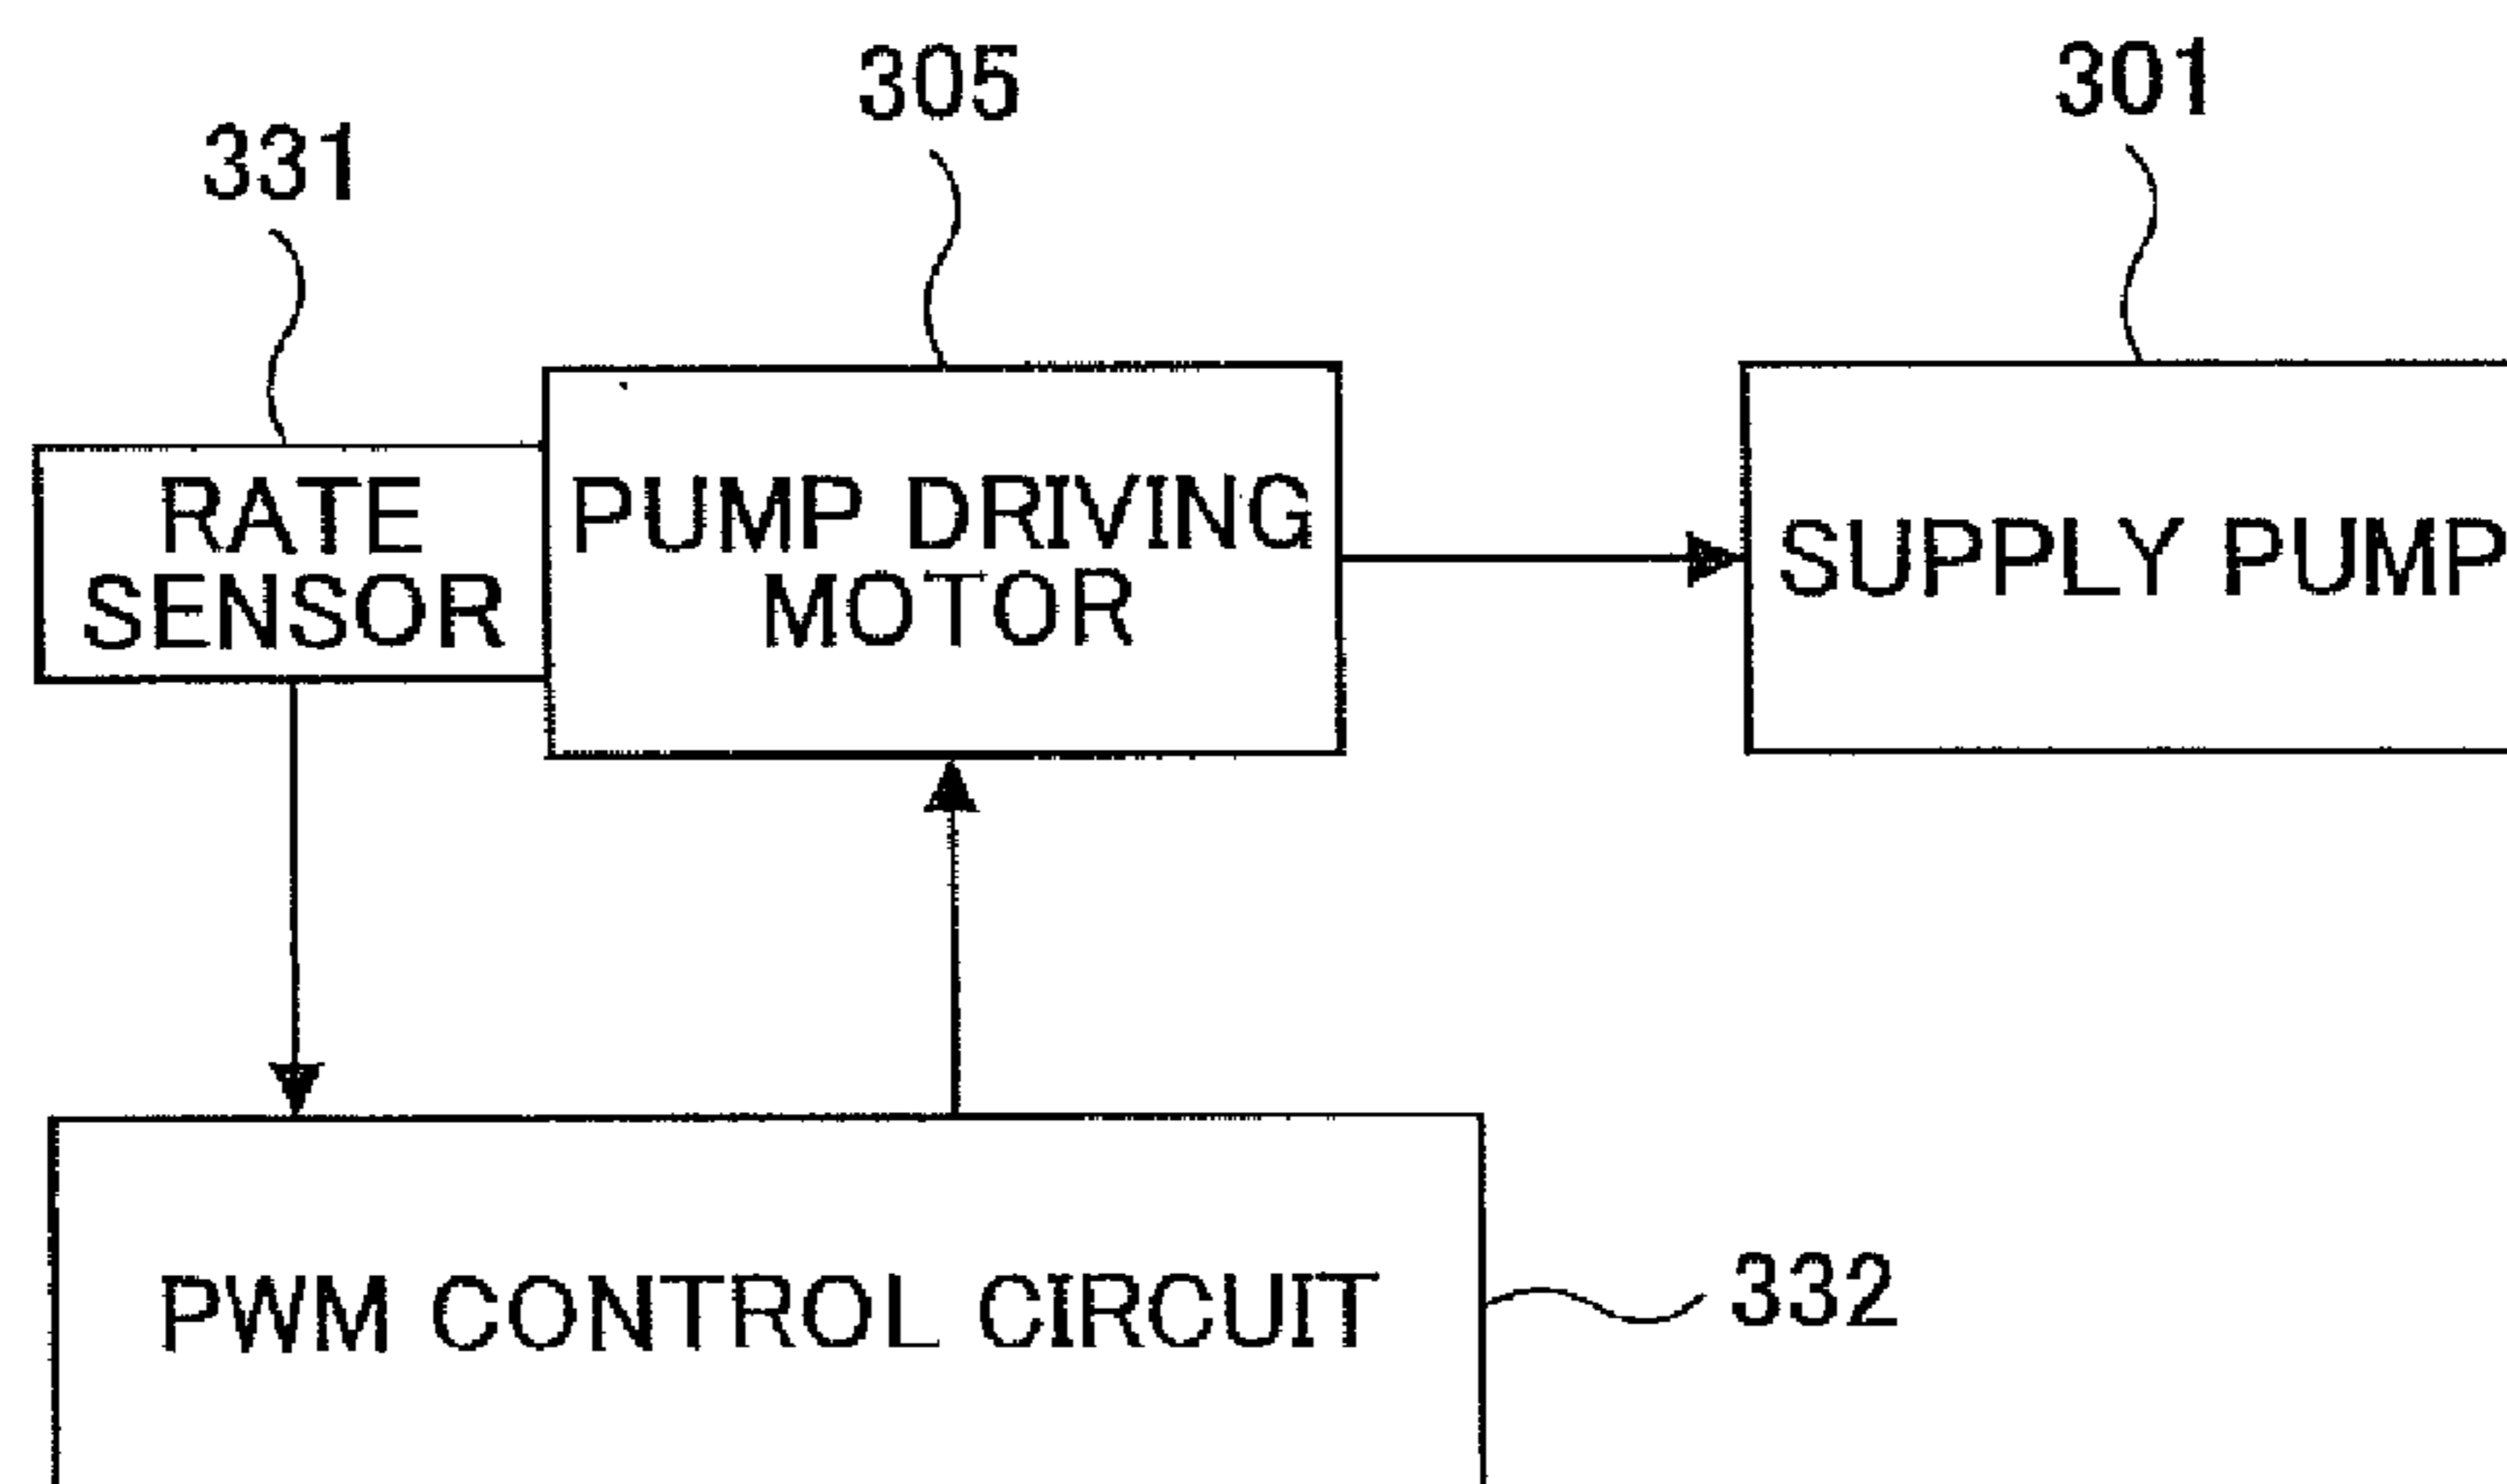 305
301
331
RATE
SENSOR
PUMP DRIVING
MOTOR
SUPPLY PUMP
PWM CONTROL CIRCUIT
332